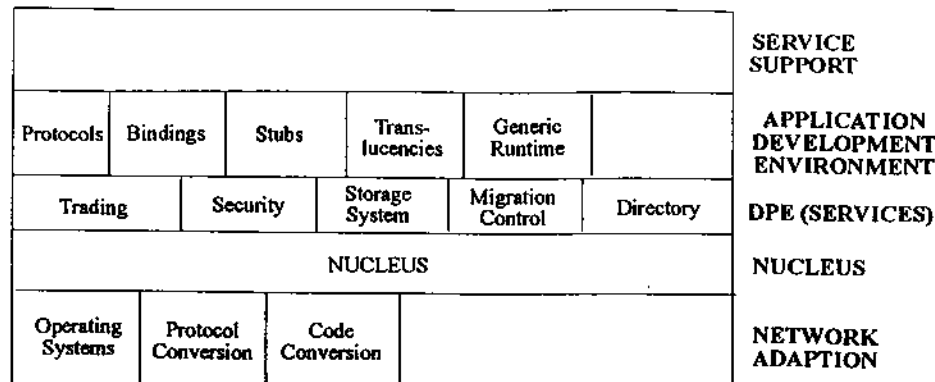 SERVICE
SUPPORT
Protocols
Bindings
Stubs
Trans-
lucencies
Generic
Runtime
APPLICATION
DEVELOPMENT
ENVIRONMENT
Trading
Security
Storage
System
Migration
Control
Directory
DPE (SERVICES)
NUCLEUS
NUCLEUS
Operating
Systems
Protocol
Conversion
Code
Conversion
NETWORK
ADAPTION